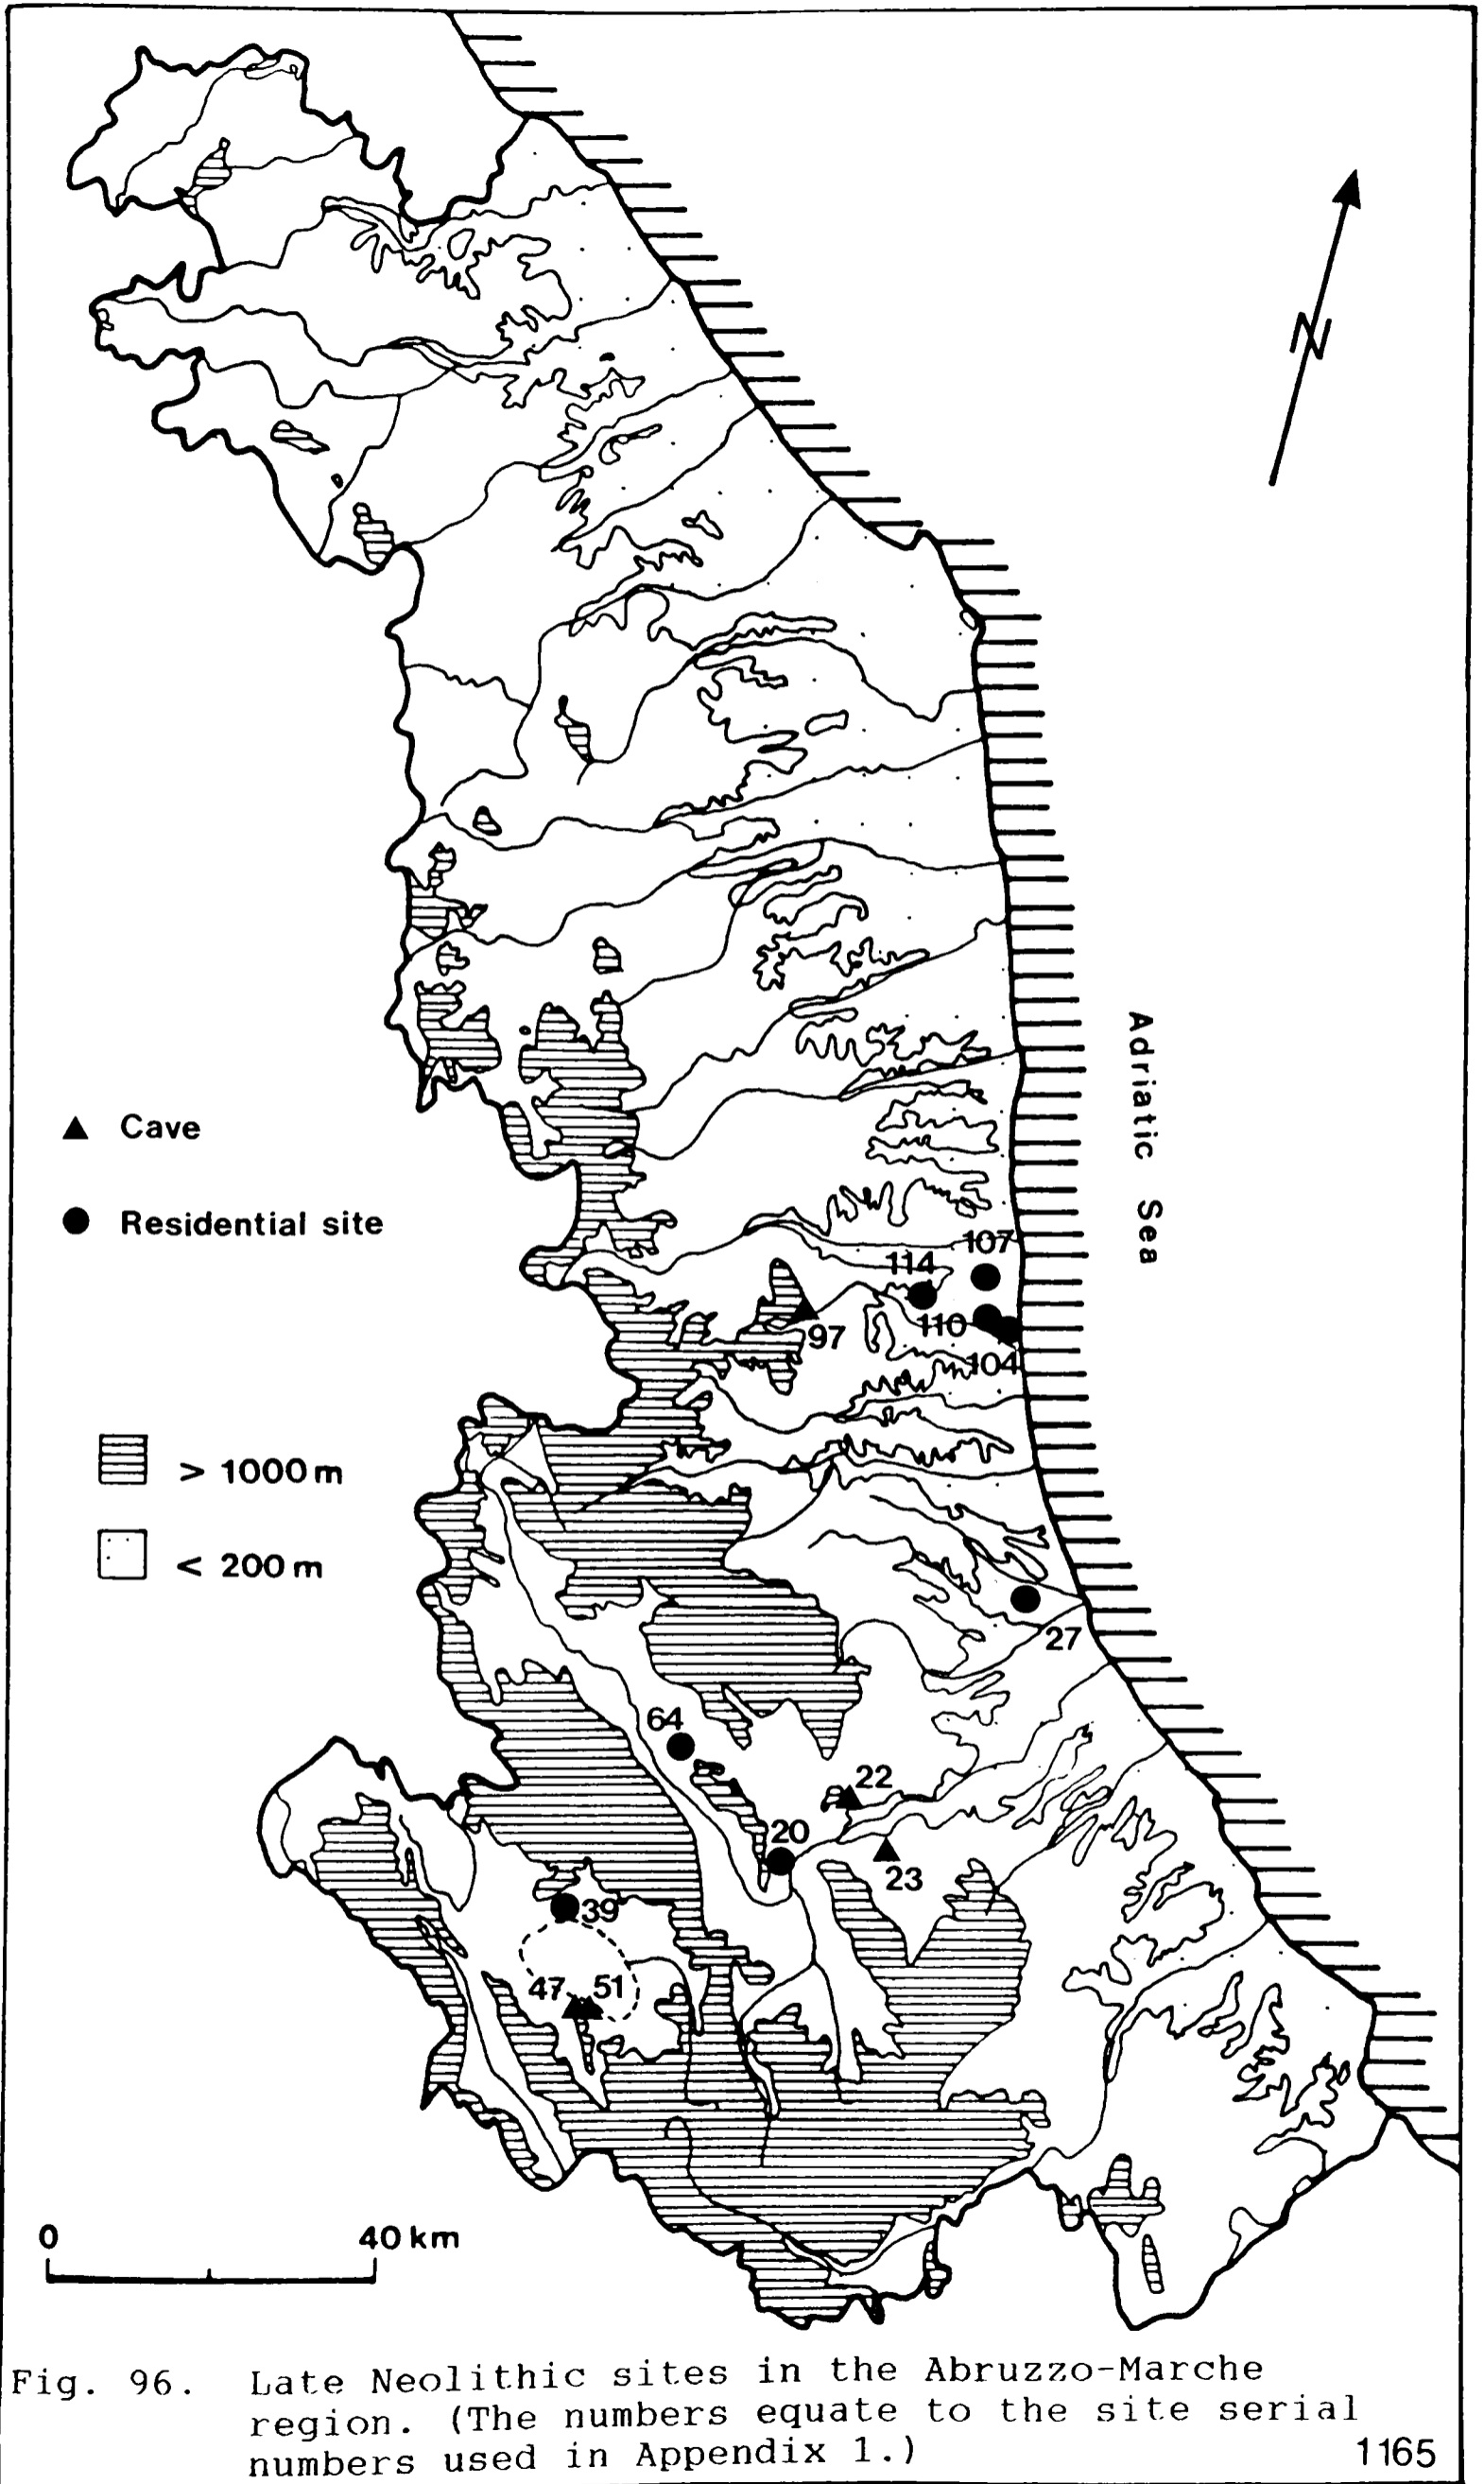 N
Adriatic Sea
▲ Cave
● Residential site
107
114
110
97
104
> 1000 m
< 200 m
27
64
22
20
23
39
47
51
0 40 km
Fig. 96. Late Neolithic sites in the Abruzzo-Marche
region. (The numbers equate to the site serial
numbers used in Appendix 1.)
1165